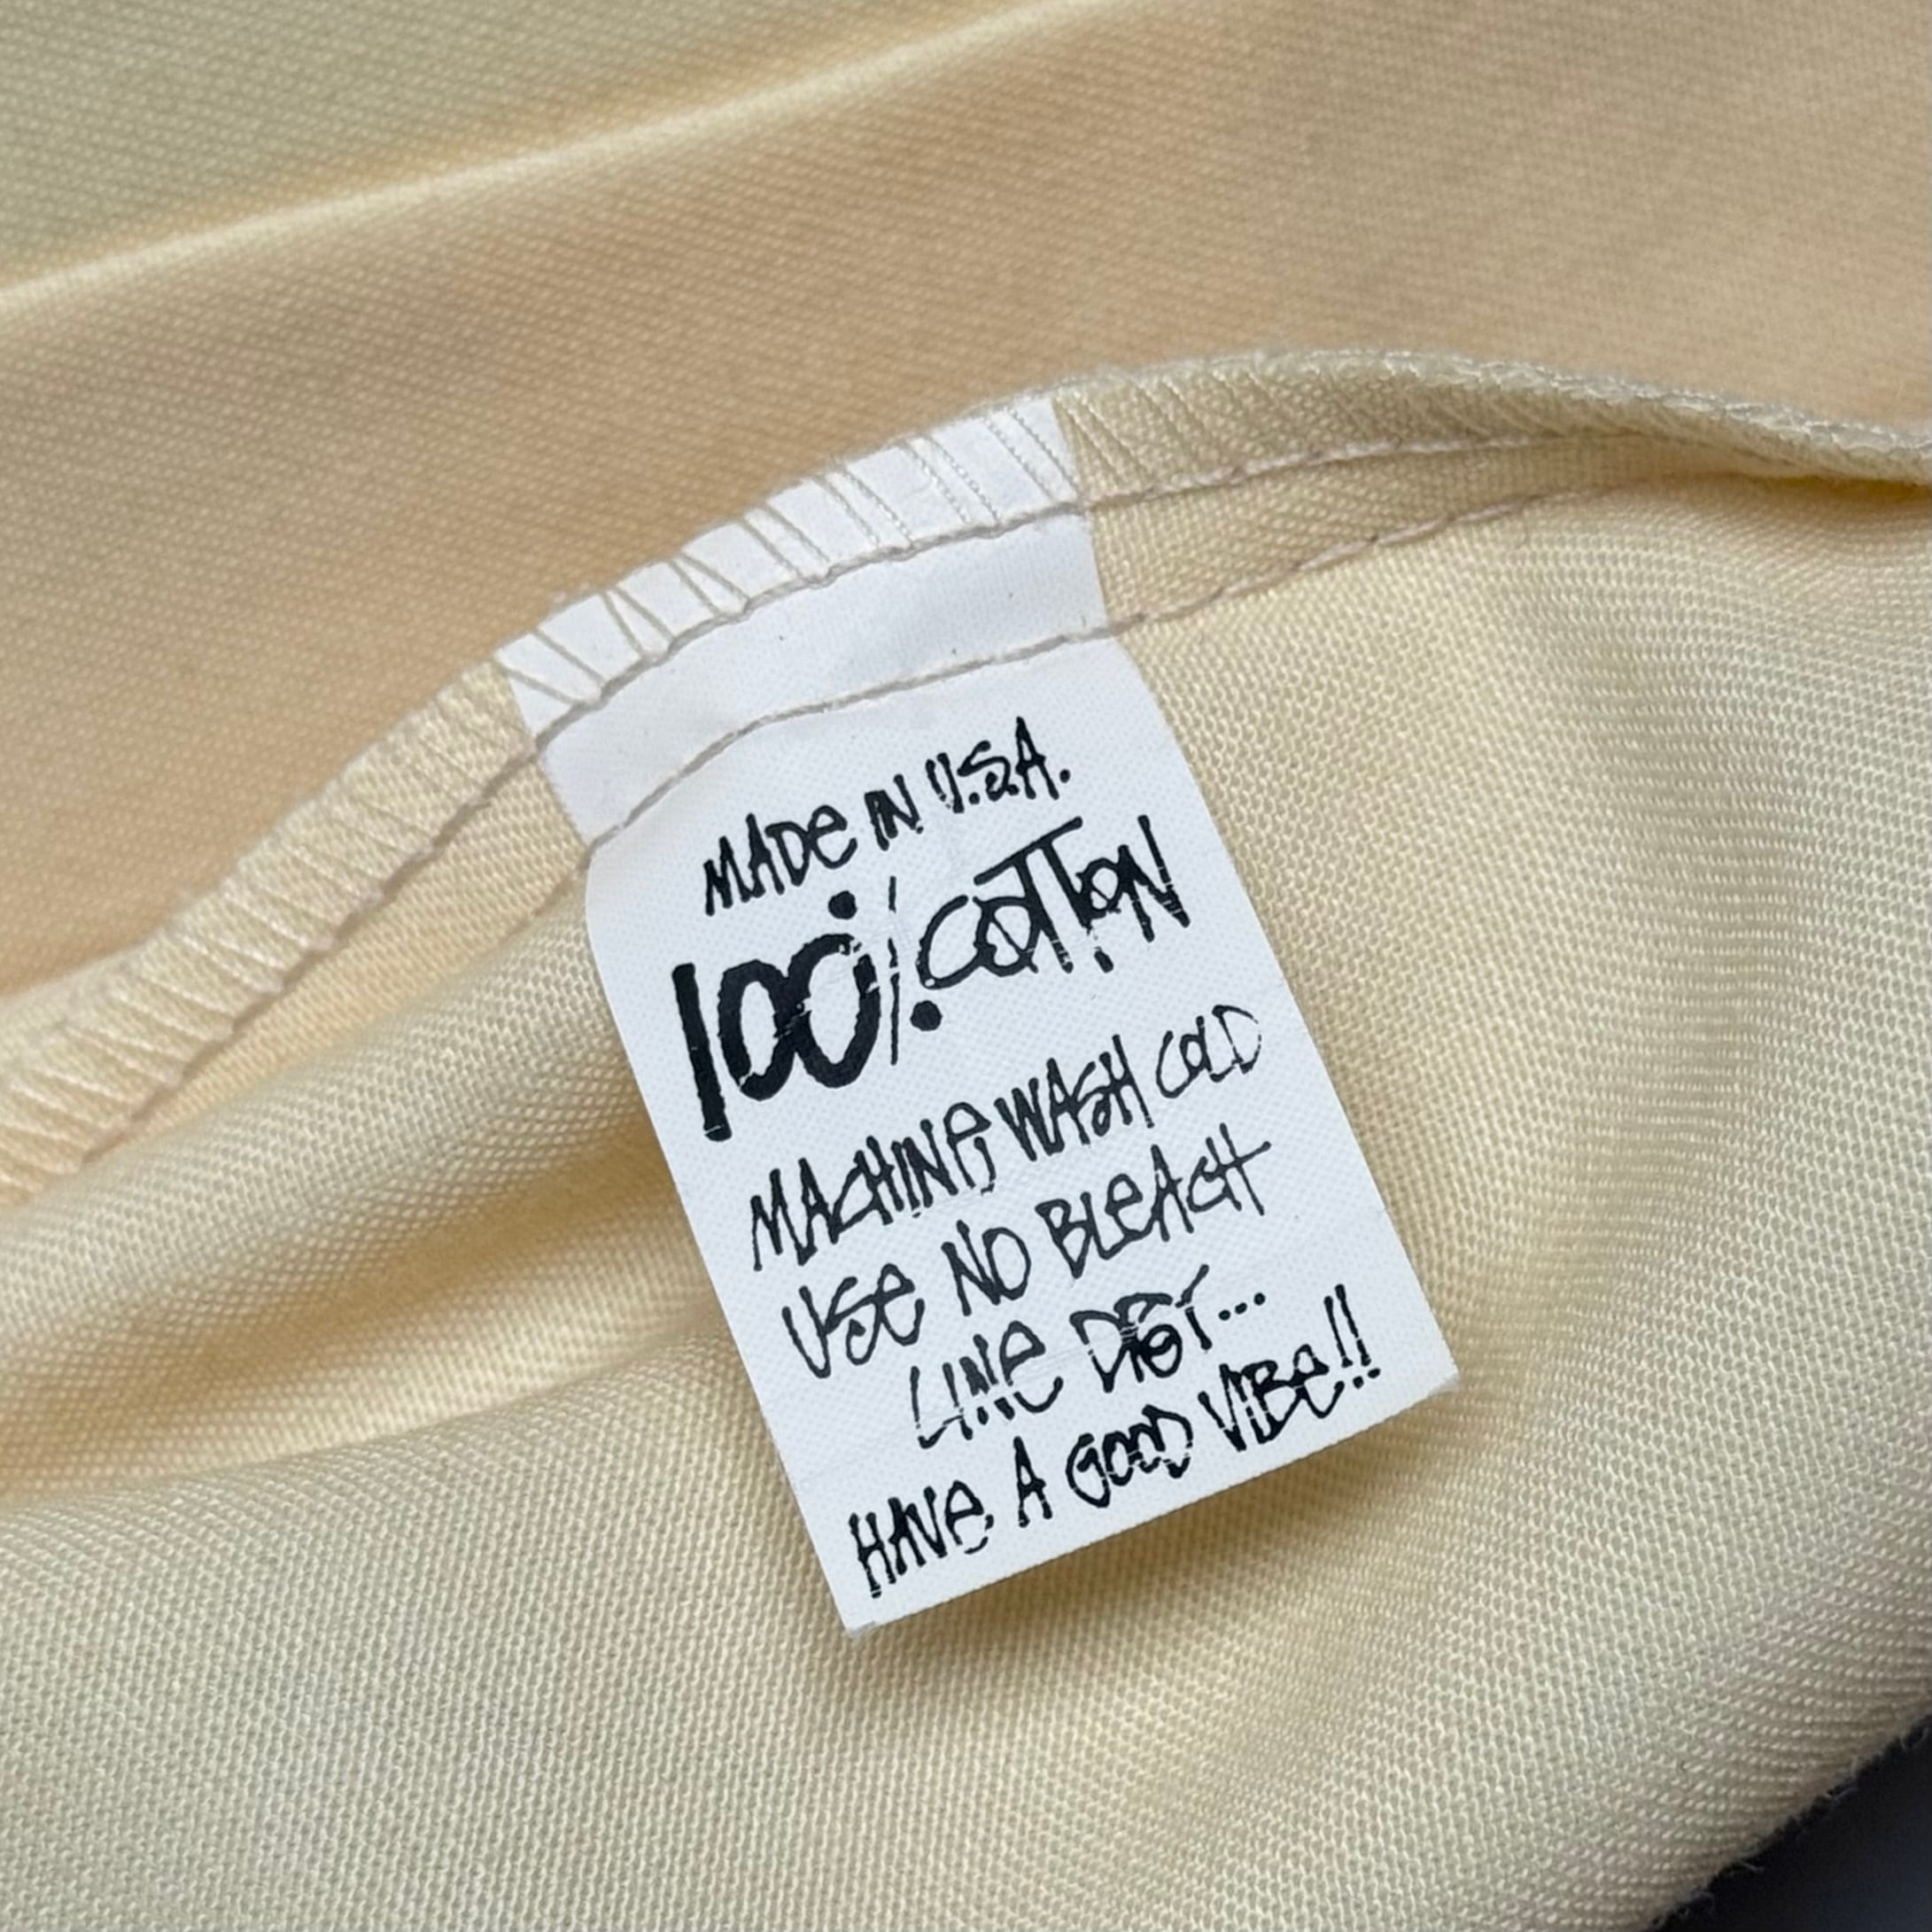 MADE IN U.S.A.
100% COTTON
MACHINE WASH COLD
USE NO BLEACH
LINE DRY...
HAVE A GOOD VIBE!!